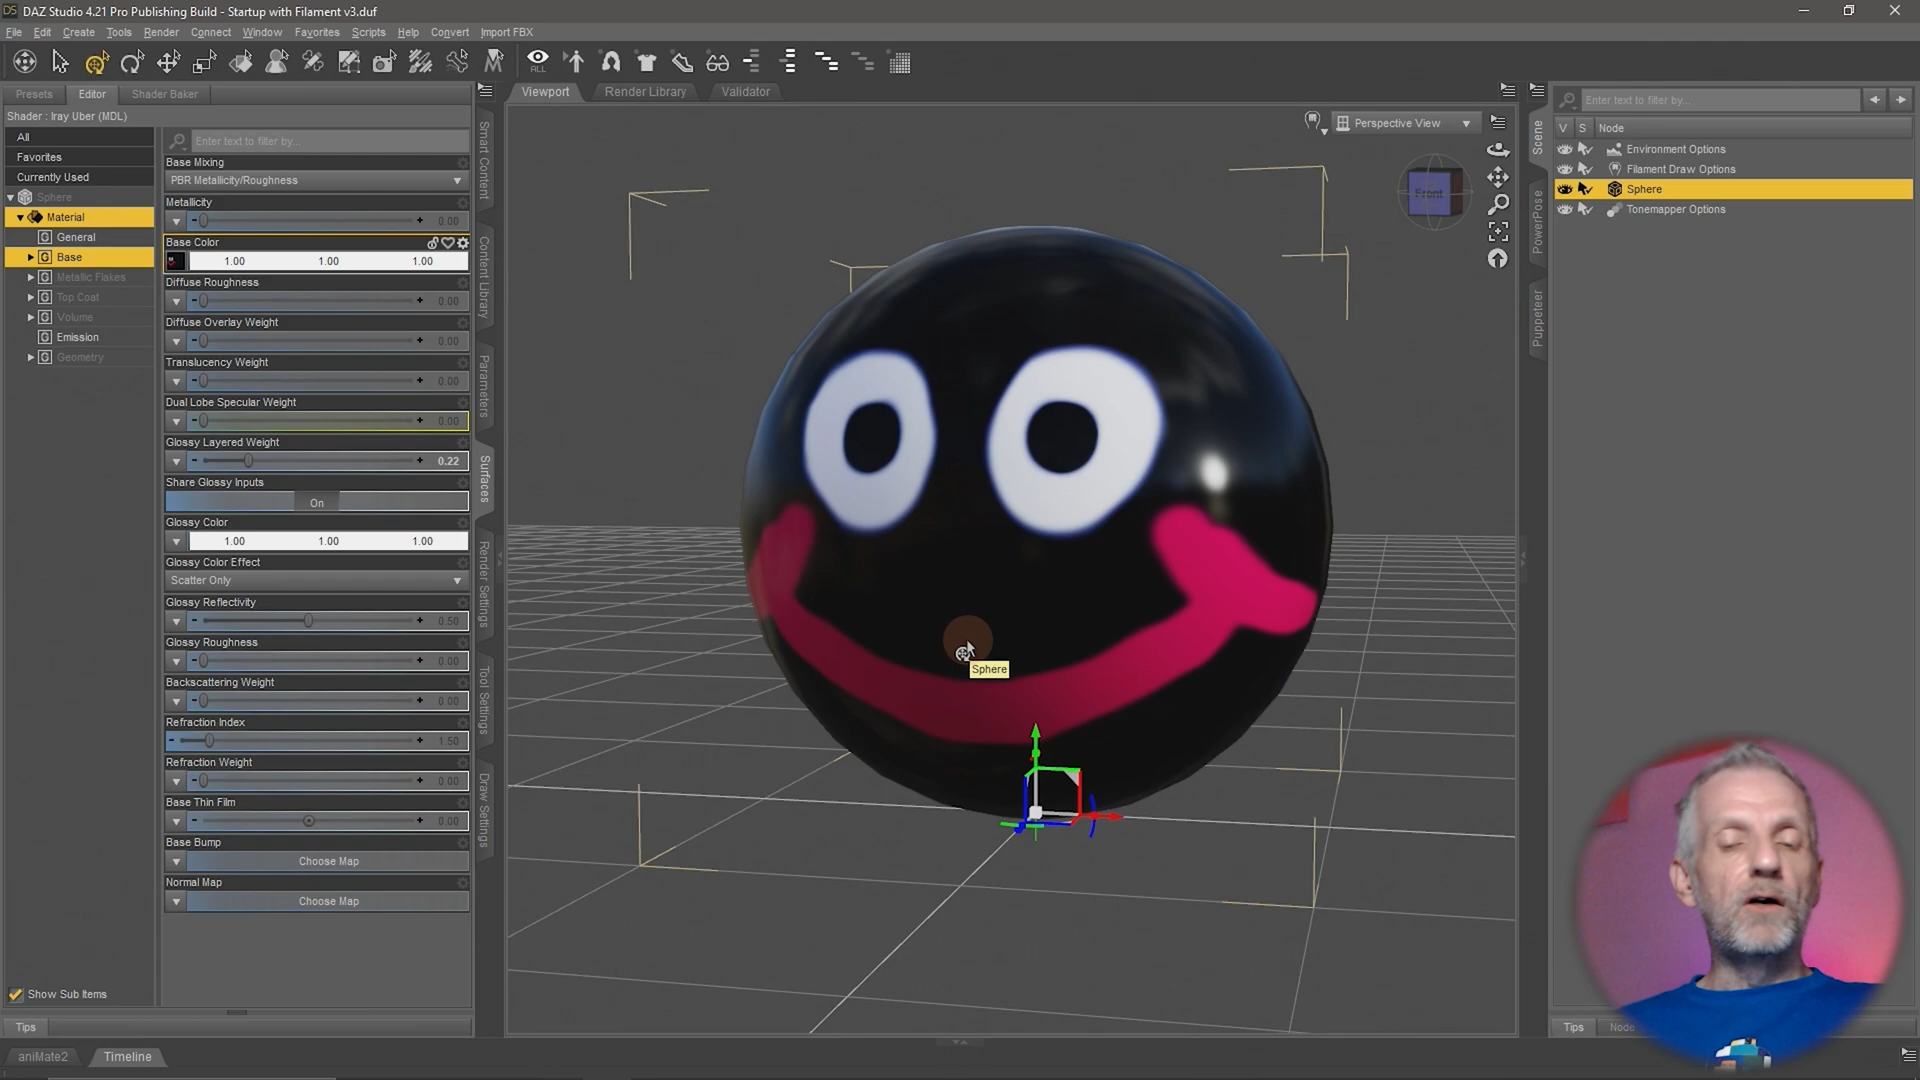 DAZ Studio 4.21 Pro Publishing Build - Startup with Filament v3.duf
File Edit Create Tools Render Connect Window Favorites Scripts Help Convert Import FBX
ALL
Presets Editor Shader Baker
Shader : Iray Uber (MDL)
All
Favorites
Currently Used
Sphere
Material
General
Base
Metallic Flakes
Top Coat
Volume
Emission
Geometry
Show Sub Items
Tips
Enter text to filter by...
Base Mixing
PBR Metallicity/Roughness
Metallicity
0.00
Base Color
1.00 1.00 1.00
Diffuse Roughness
0.00
Diffuse Overlay Weight
0.00
Translucency Weight
0.00
Dual Lobe Specular Weight
0.00
Glossy Layered Weight
0.22
Share Glossy Inputs
On
Glossy Color
1.00 1.00 1.00
Glossy Color Effect
Scatter Only
Glossy Reflectivity
0.50
Glossy Roughness
0.00
Backscattering Weight
0.00
Refraction Index
1.50
Refraction Weight
0.00
Base Thin Film
0.00
Base Bump
Choose Map
Normal Map
Choose Map
Smart Content
Content Library
Parameters
Surfaces
Render Settings
Tool Settings
Draw Settings
Viewport Render Library Validator
Perspective View
Front
Sphere
Scene
PowerPose
Puppeteer
Enter text to filter by...
V S Node
Environment Options
Filament Draw Options
Sphere
Tonemapper Options
Tips Node
aniMate2 Timeline